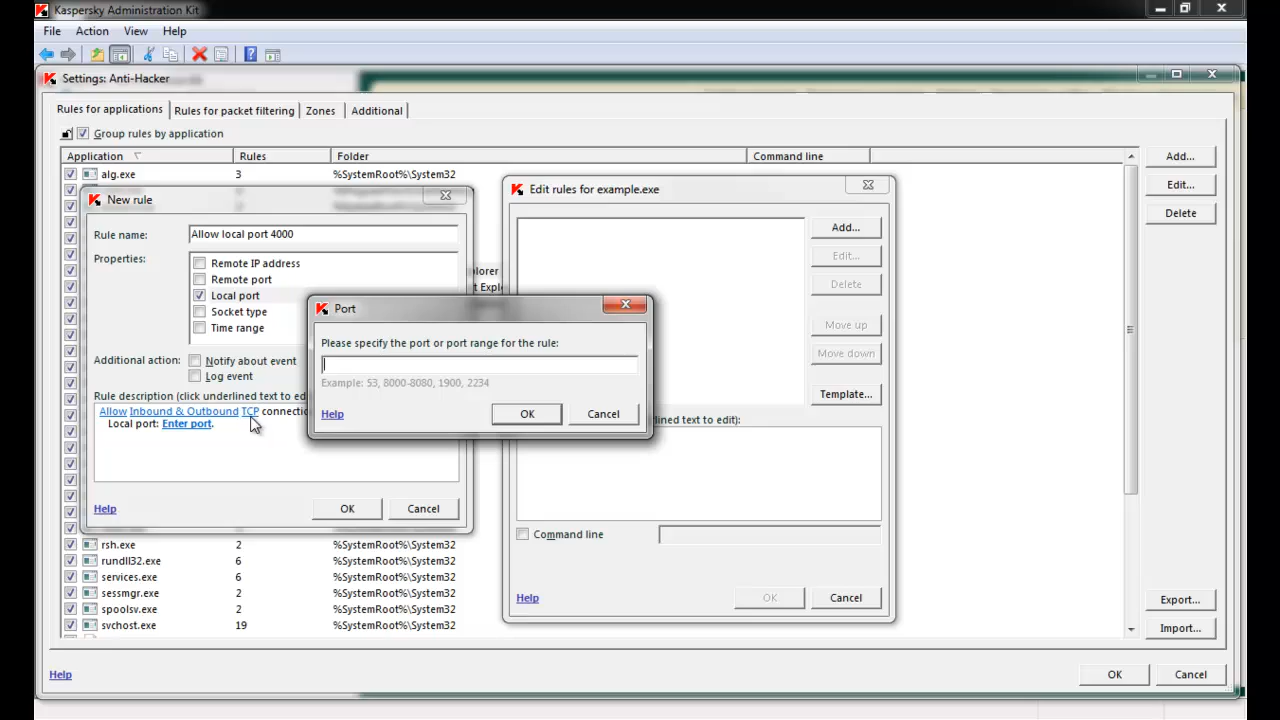 Kaspersky Administration Kit
File Action View Help
Settings: Anti-Hacker
Rules for applications Rules for packet filtering Zones Additional
Group rules by application
Application Rules Folder Command line
Add...
alg.exe 3 %SystemRoot%\System32
Edit...
Delete
New rule
Rule name: Allow local port 4000
Properties:
Remote IP address
Remote port
Local port
Socket type
Time range
Additional action: Notify about event
Log event
Rule description (click underlined text to edi
Allow Inbound & Outbound TCP connectio
Local port: Enter port.
Help OK Cancel
Edit rules for example.exe
Add...
Edit...
Delete
Move up
Move down
Template...
lined text to edit):
Command line
Help OK Cancel
Port
Please specify the port or port range for the rule:
Example: 53, 8000-8080, 1900, 2234
Help OK Cancel
rsh.exe 2 %SystemRoot%\System32
rundll32.exe 6 %SystemRoot%\System32
services.exe 6 %SystemRoot%\System32
sessmgr.exe 2 %SystemRoot%\System32
spoolsv.exe 2 %SystemRoot%\System32
svchost.exe 19 %SystemRoot%\System32
Export...
Import...
Help OK Cancel